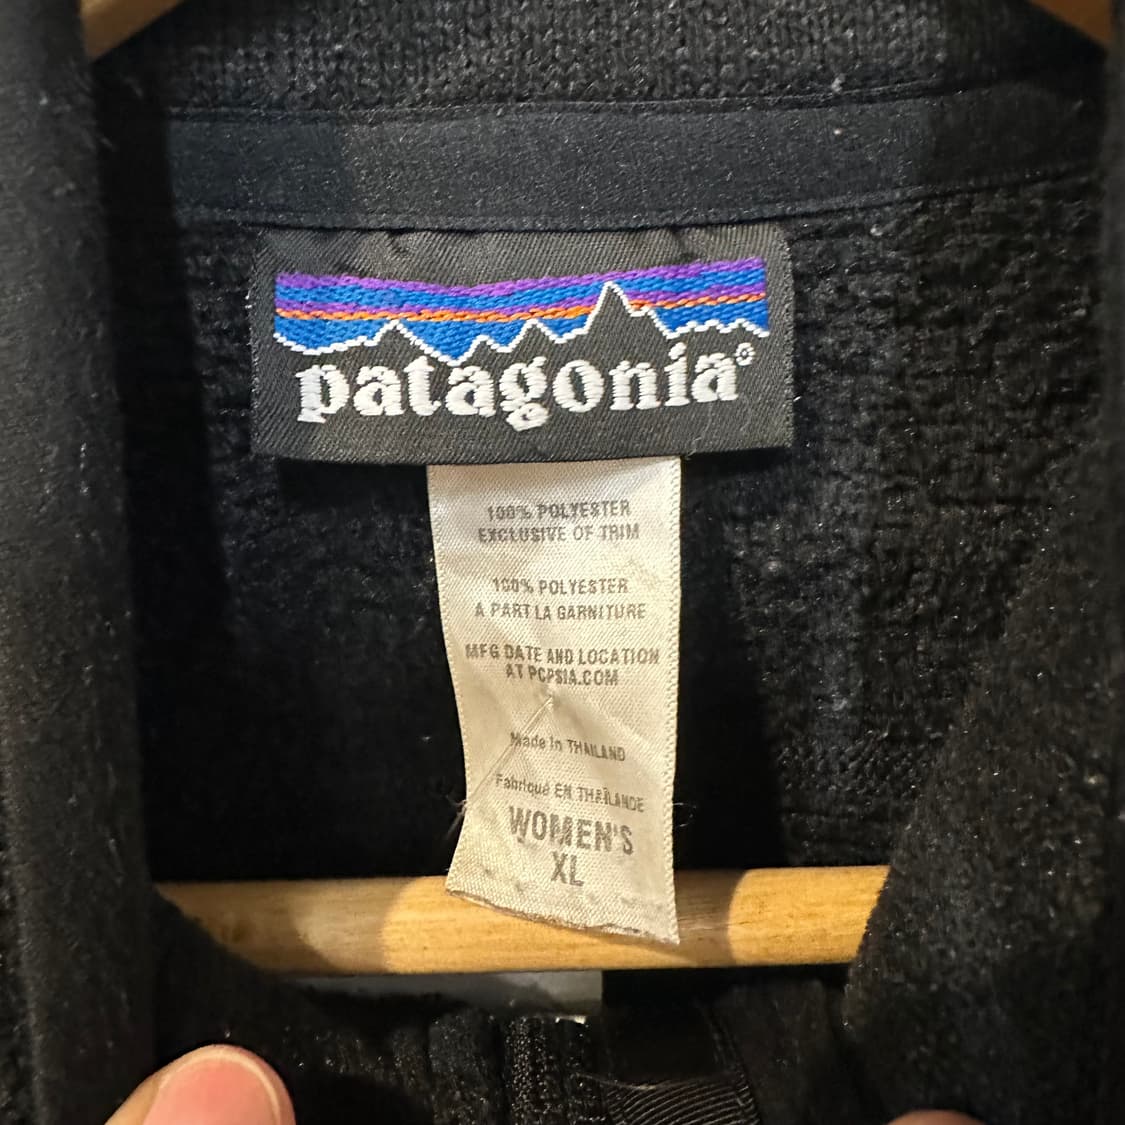 patagonia®
100% POLYESTER
EXCLUSIVE OF TRIM
100% POLYESTER
A PART LA GARNITURE
MFG DATE AND LOCATION
AT PCPSIA.COM
Made in THAILAND
Fabriqué EN THAÏLANDE
WOMEN'S
XL